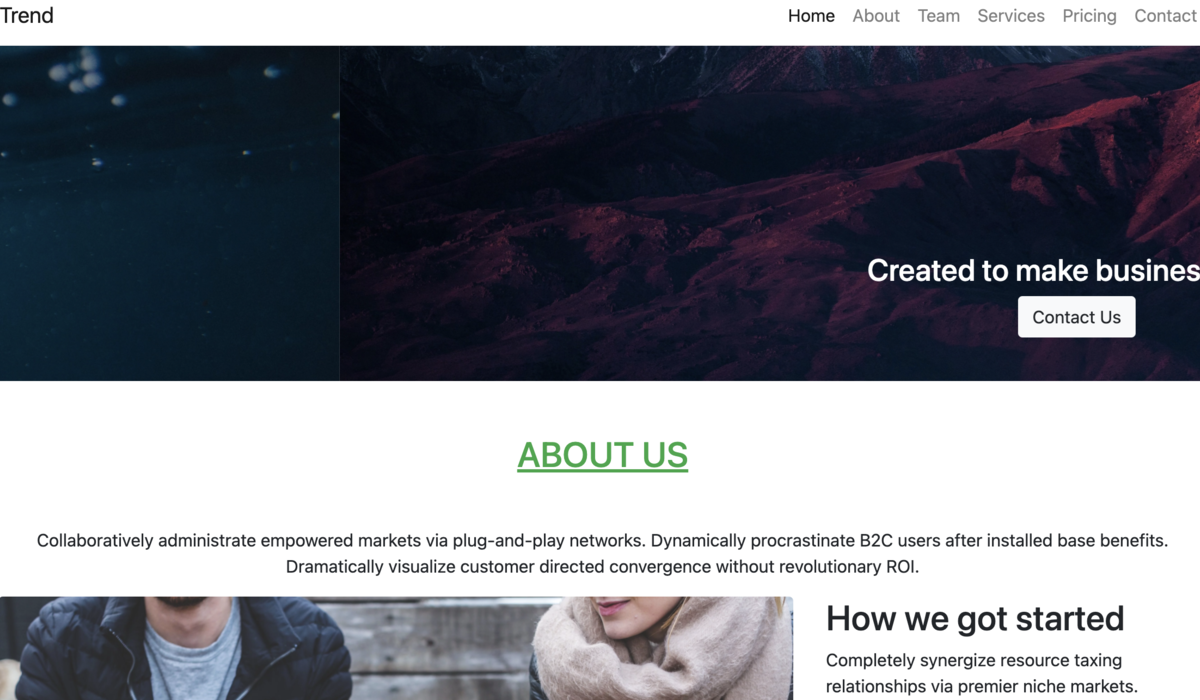 Trend
Home About Team Services Pricing Contact
Created to make busines
Contact Us
ABOUT US
Collaboratively administrate empowered markets via plug-and-play networks. Dynamically procrastinate B2C users after installed base benefits.
Dramatically visualize customer directed convergence without revolutionary ROI.
How we got started
Completely synergize resource taxing
relationships via premier niche markets.